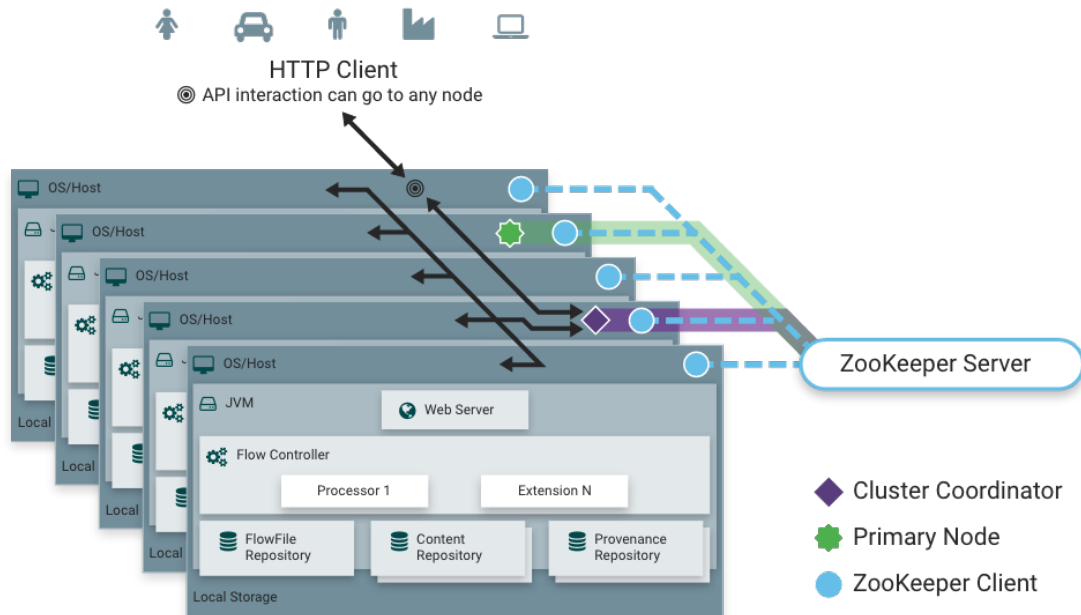 HTTP Client
API interaction can go to any node
OS/Host
OS/Host
OS/Host
OS/Host
OS/Host
JVM
Web Server
Flow Controller
Processor 1
Extension N
FlowFile
Repository
Content
Repository
Provenance
Repository
Local Storage
Local
Local
Local
Local
ZooKeeper Server
Cluster Coordinator
Primary Node
ZooKeeper Client